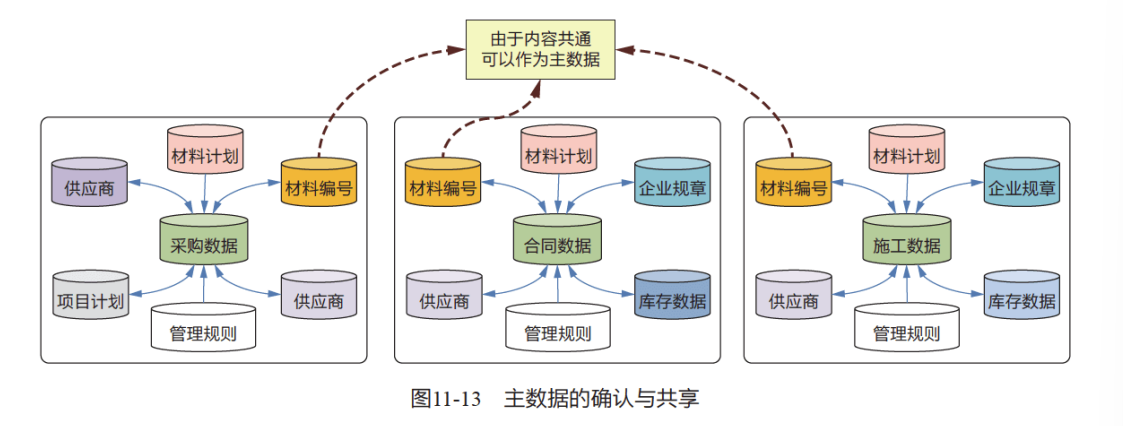 由于内容共通
可以作为主数据
材料计划
供应商
材料编号
采购数据
项目计划
供应商
管理规则
材料计划
材料编号
企业规章
合同数据
供应商
库存数据
管理规则
材料计划
材料编号
企业规章
施工数据
供应商
库存数据
管理规则
图11-13 主数据的确认与共享